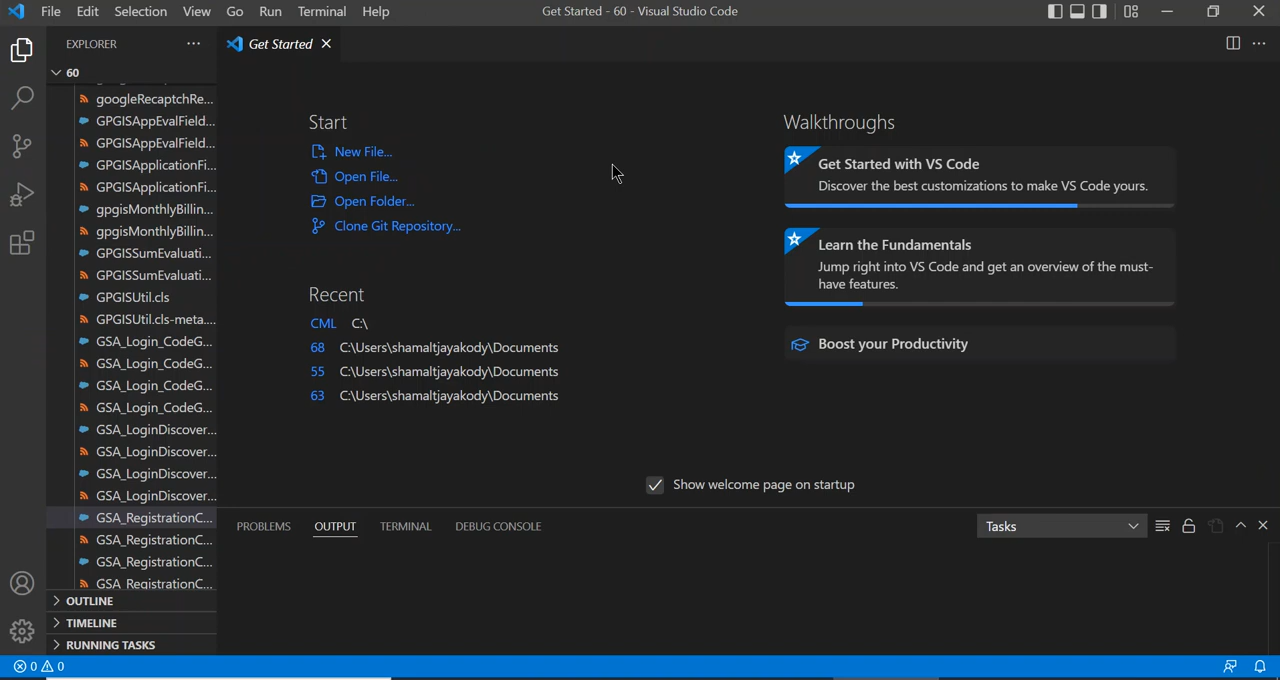 File Edit Selection View Go Run Terminal Help
Get Started - 60 - Visual Studio Code
EXPLORER
Get Started
60
googleRecaptchRe...
GPGISAppEvalField...
GPGISAppEvalField...
GPGISApplicationFi...
GPGISApplicationFi...
gpgisMonthlyBillin...
gpgisMonthlyBillin...
GPGISSumEvaluati...
GPGISSumEvaluati...
GPGISUtil.cls
GPGISUtil.cls-meta....
GSA_Login_CodeG...
GSA_Login_CodeG...
GSA_Login_CodeG...
GSA_Login_CodeG...
GSA_LoginDiscover...
GSA_LoginDiscover...
GSA_LoginDiscover...
GSA_LoginDiscover...
GSA_RegistrationC...
GSA_RegistrationC...
GSA_RegistrationC...
GSA_RegistrationC...
OUTLINE
TIMELINE
RUNNING TASKS
Start
New File...
Open File...
Open Folder...
Clone Git Repository...
Recent
CML C:\
68 C:\Users\shamaltjayakody\Documents
55 C:\Users\shamaltjayakody\Documents
63 C:\Users\shamaltjayakody\Documents
Walkthroughs
Get Started with VS Code
Discover the best customizations to make VS Code yours.
Learn the Fundamentals
Jump right into VS Code and get an overview of the must-
have features.
Boost your Productivity
Show welcome page on startup
PROBLEMS OUTPUT TERMINAL DEBUG CONSOLE
Tasks
0 0